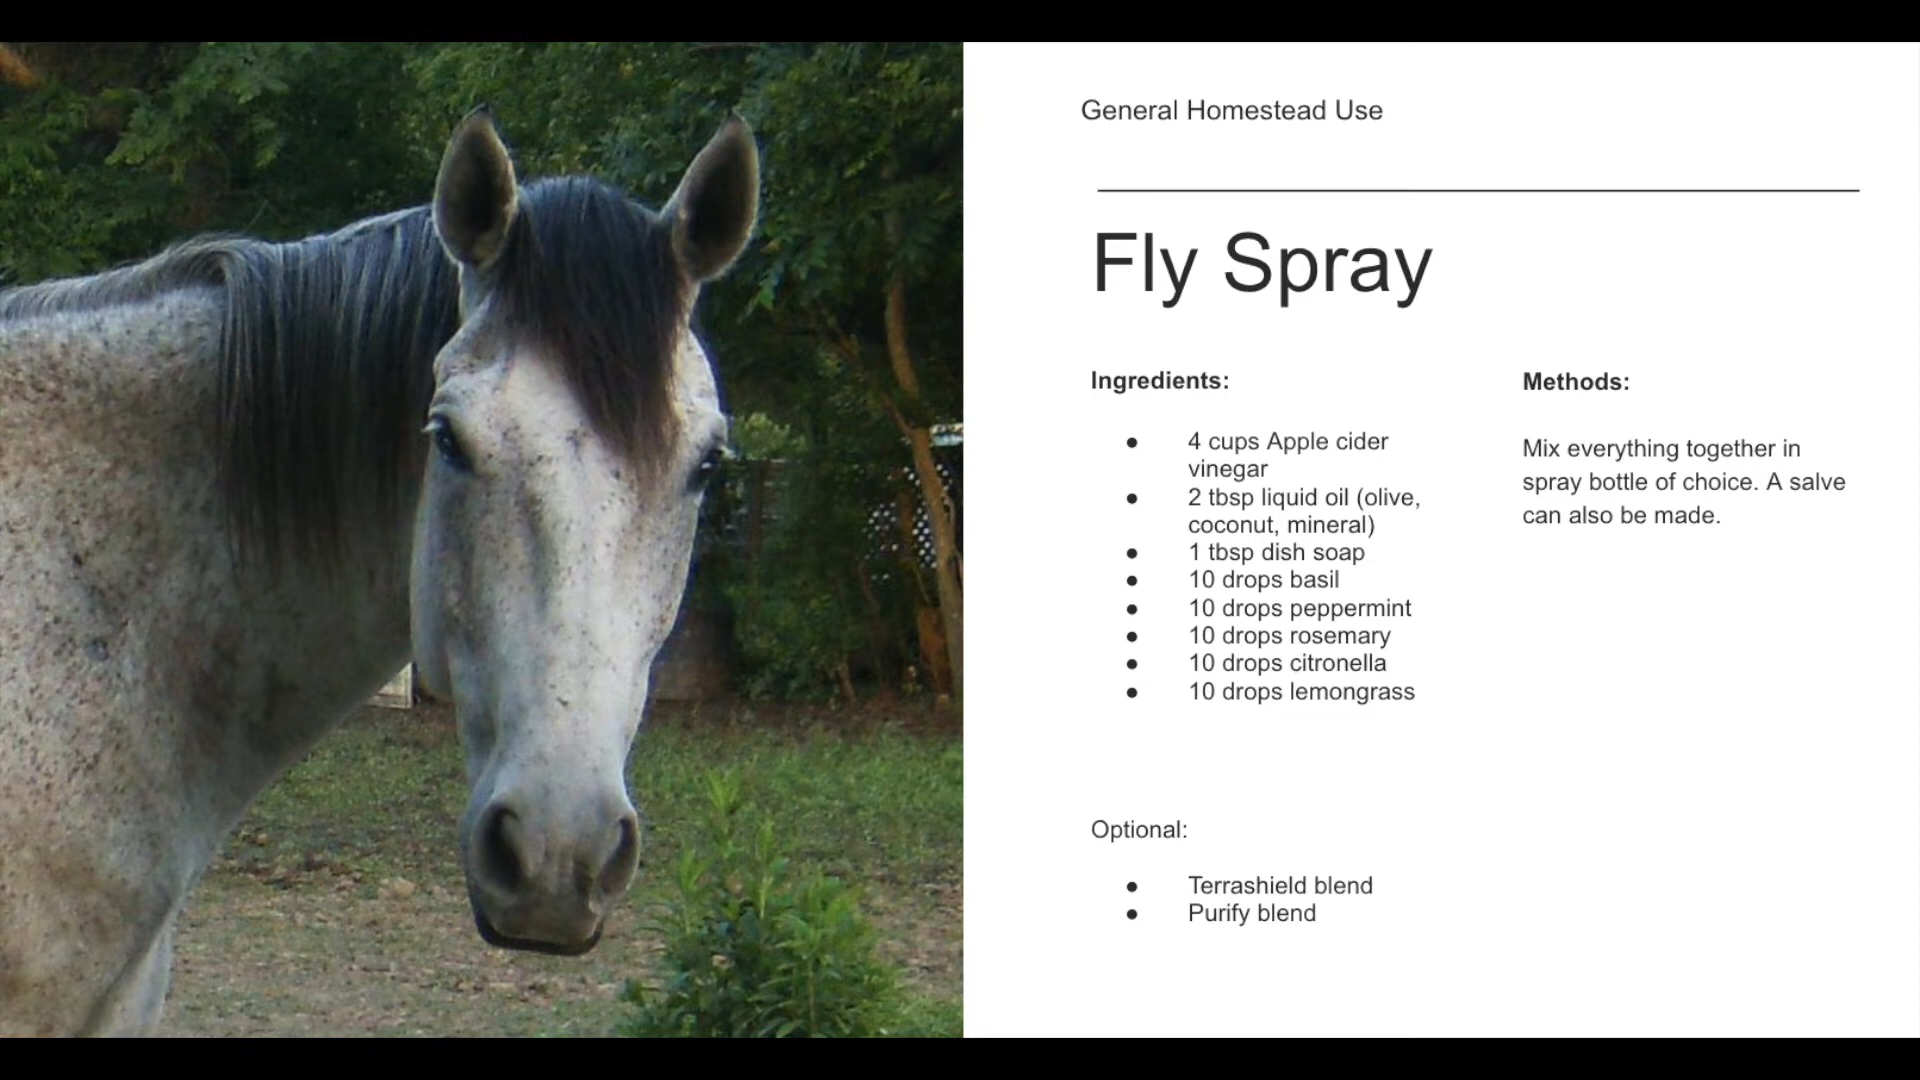 General Homestead Use
Fly Spray
Ingredients:
● 4 cups Apple cider
vinegar
● 2 tbsp liquid oil (olive,
coconut, mineral)
● 1 tbsp dish soap
● 10 drops basil
● 10 drops peppermint
● 10 drops rosemary
● 10 drops citronella
● 10 drops lemongrass
Optional:
● Terrashield blend
● Purify blend
Methods:
Mix everything together in
spray bottle of choice. A salve
can also be made.